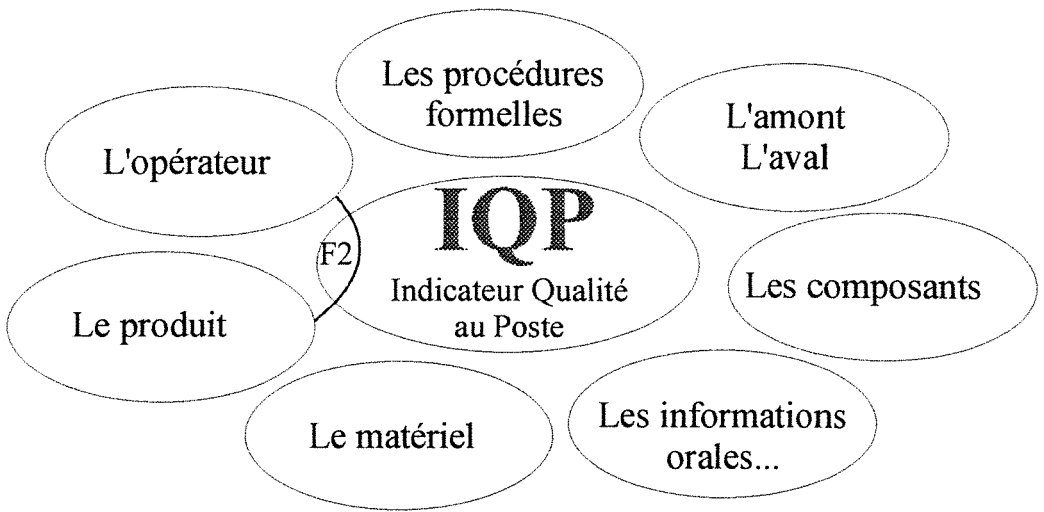 Les procédures
formelles
L'amont
L'aval
L'opérateur
IQP
Indicateur Qualité
au Poste
F2
Les composants
Le produit
Le matériel
Les informations
orales...